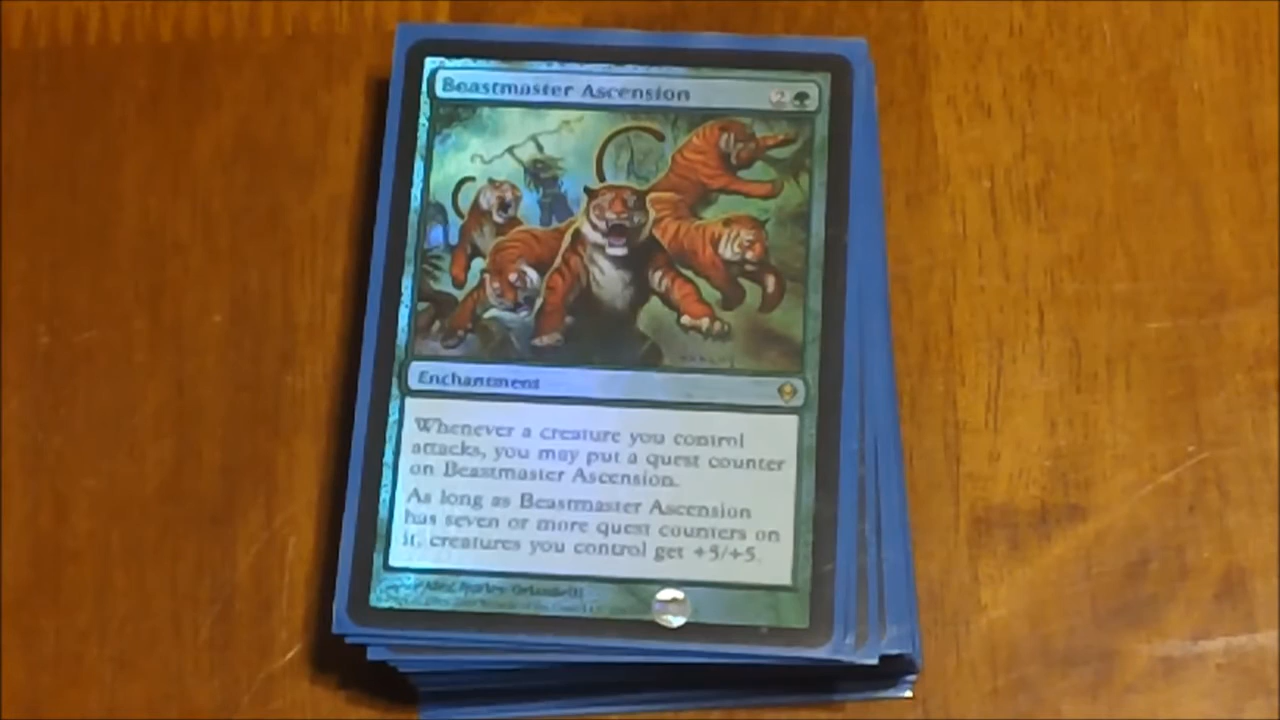 Beastmaster Ascension 2
Enchantment
Whenever a creature you control
attacks, you may put a quest counter
on Beastmaster Ascension.
As long as Beastmaster Ascension
has seven or more quest counters on
it, creatures you control get +5/+5.